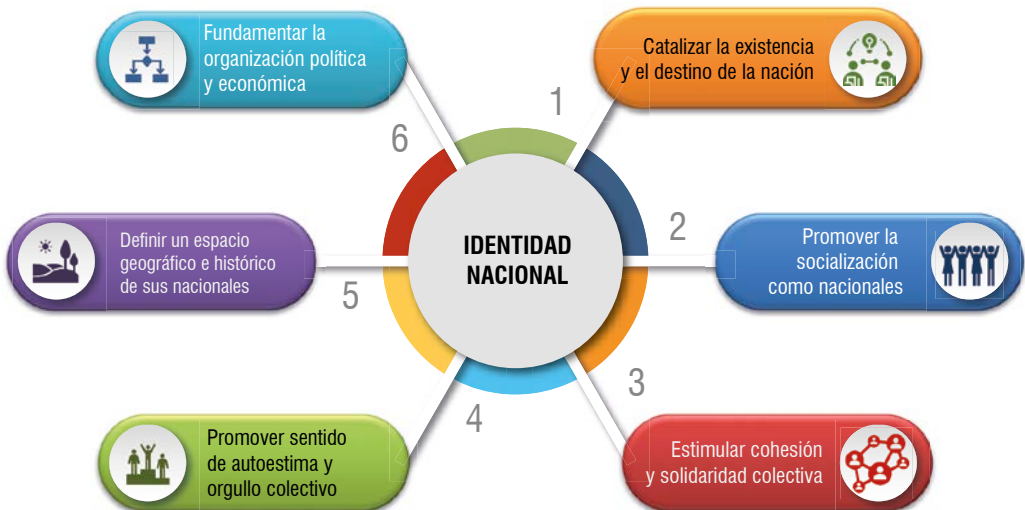 IDENTIDAD
NACIONAL
1
Catalizar la existencia
y el destino de la nación
2
Promover la
socialización
como nacionales
3
Estimular cohesión
y solidaridad colectiva
4
Promover sentido
de autoestima y
orgullo colectivo
5
Definir un espacio
geográfico e histórico
de sus nacionales
6
Fundamentar la
organización política
y económica